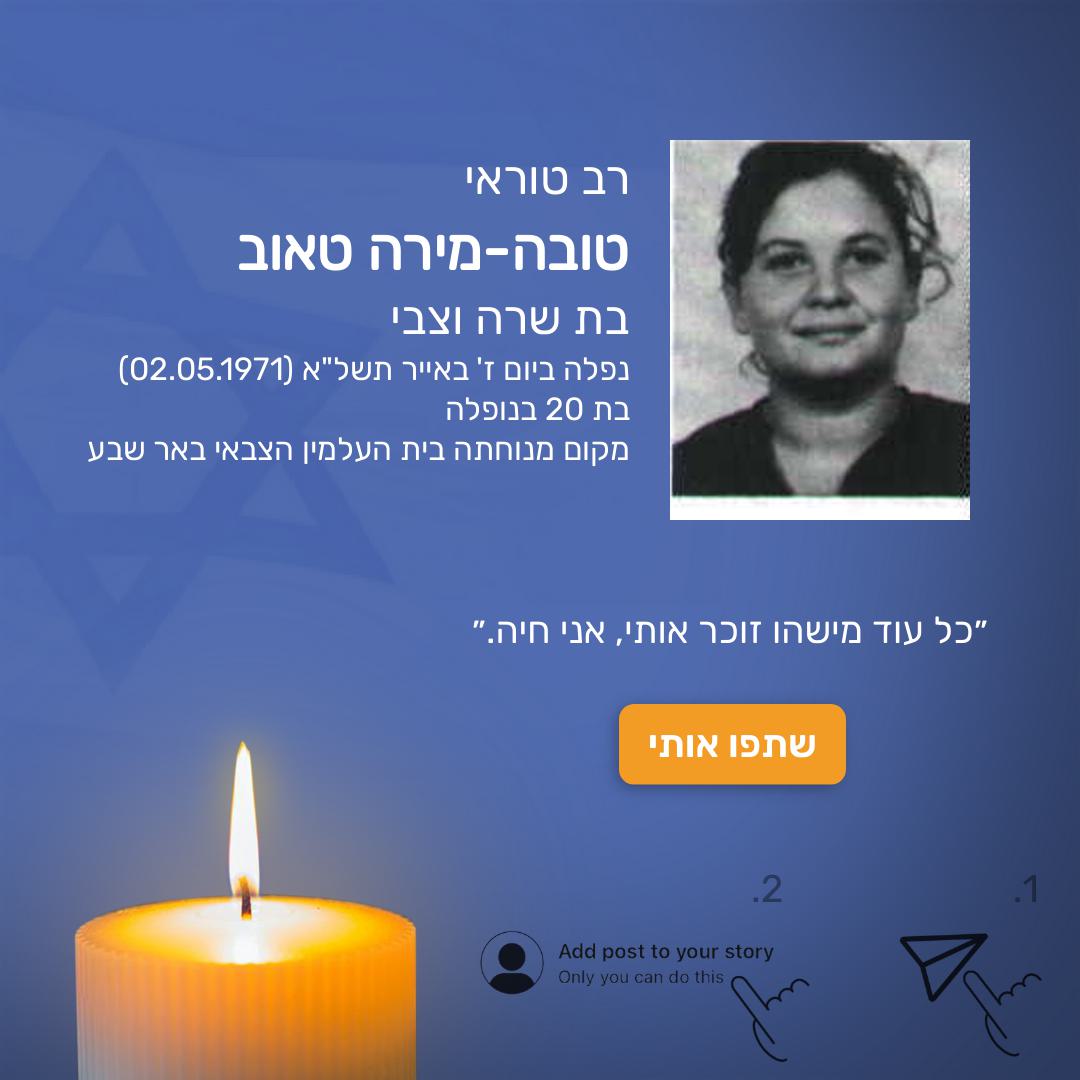 רב טוראי
טובה-מירה טאוב
בת שרה וצבי
נפלה ביום ז' באייר תשל"א (02.05.1971)
בת 20 בנופלה
מקום מנוחתה בית העלמין הצבאי באר שבע
״כל עוד מישהו זוכר אותי, אני חיה.״
שתפו אותי
1.
2.
Add post to your story
Only you can do this